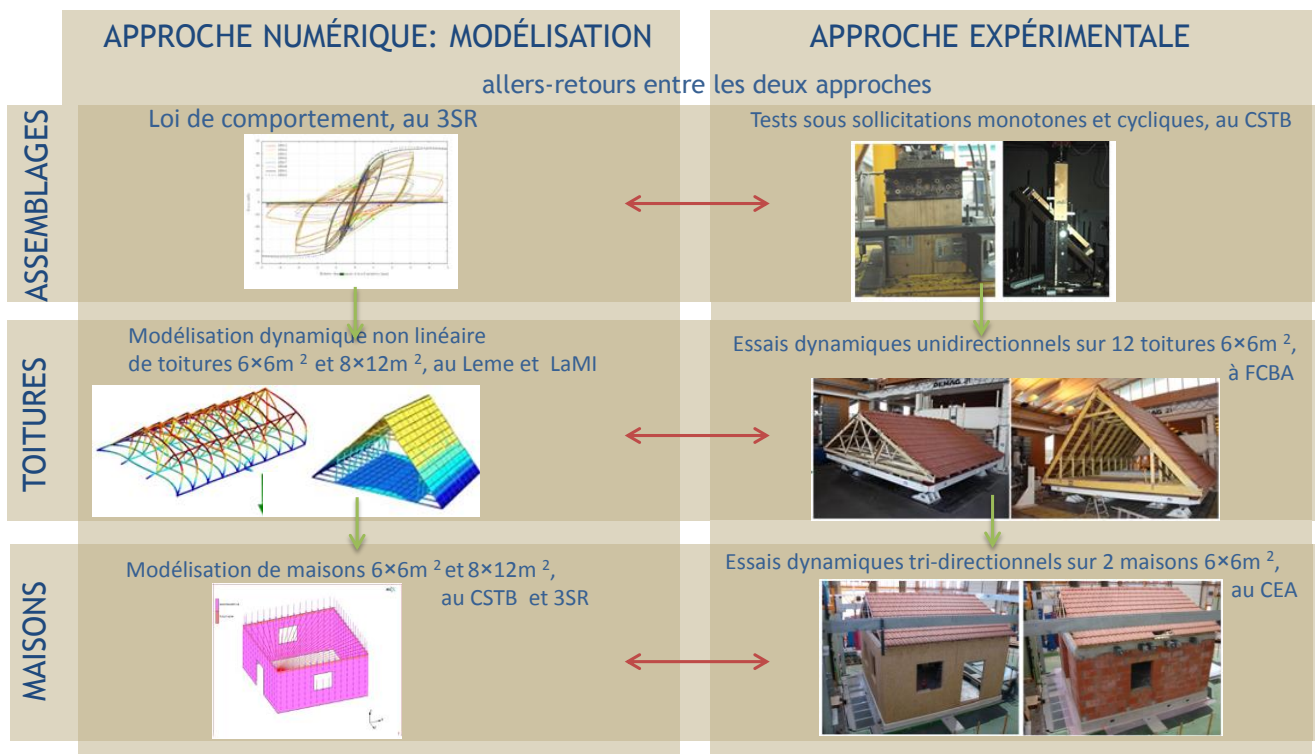 APPROCHE NUMÉRIQUE: MODÉLISATION
APPROCHE EXPÉRIMENTALE
allers-retours entre les deux approches
ASSEMBLAGES
Loi de comportement, au 3SR
Tests sous sollicitations monotones et cycliques, au CSTB
TOITURES
Modélisation dynamique non linéaire
de toitures 6×6m ² et 8×12m ², au Leme et LaMI
Essais dynamiques unidirectionnels sur 12 toitures 6×6m ²,
à FCBA
DEMAG 21
MAISONS
Modélisation de maisons 6×6m ² et 8×12m ²,
au CSTB et 3SR
Essais dynamiques tri-directionnels sur 2 maisons 6×6m ²,
au CEA